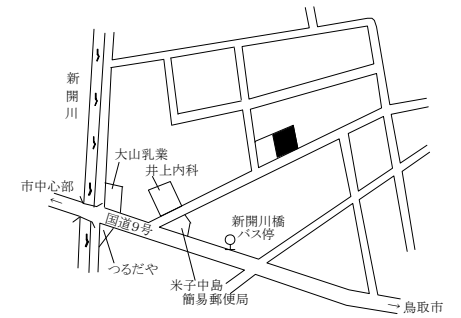 新開川
大山乳業
井上内科
市中心部
←
国道9号
新開川橋
バス停
つるだや
米子中島
簡易郵便局
→鳥取市